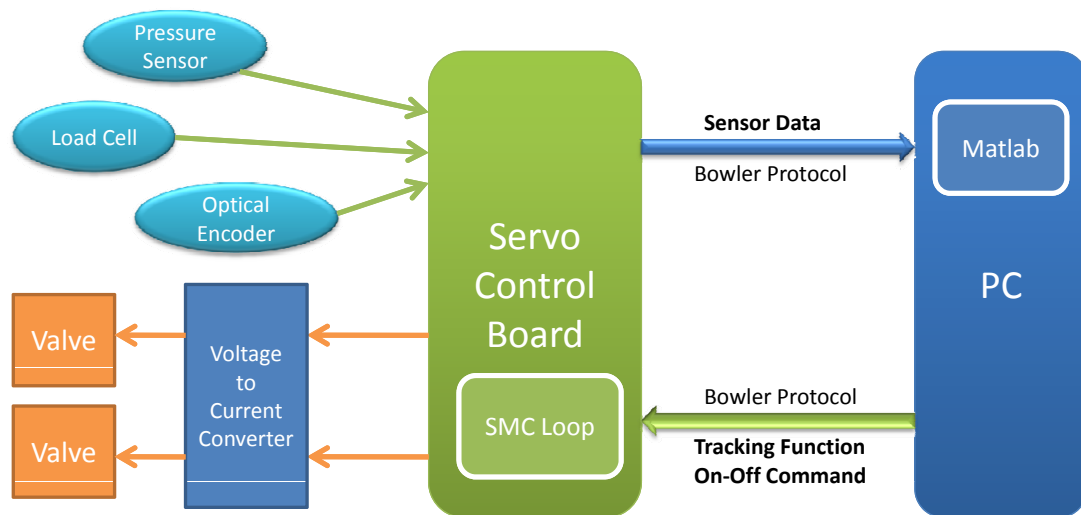 Pressure
Sensor
Load Cell
Optical
Encoder
Valve
Valve
Voltage
to
Current
Converter
Servo
Control
Board
SMC Loop
Sensor Data
Bowler Protocol
Bowler Protocol
Tracking Function
On-Off Command
Matlab
PC